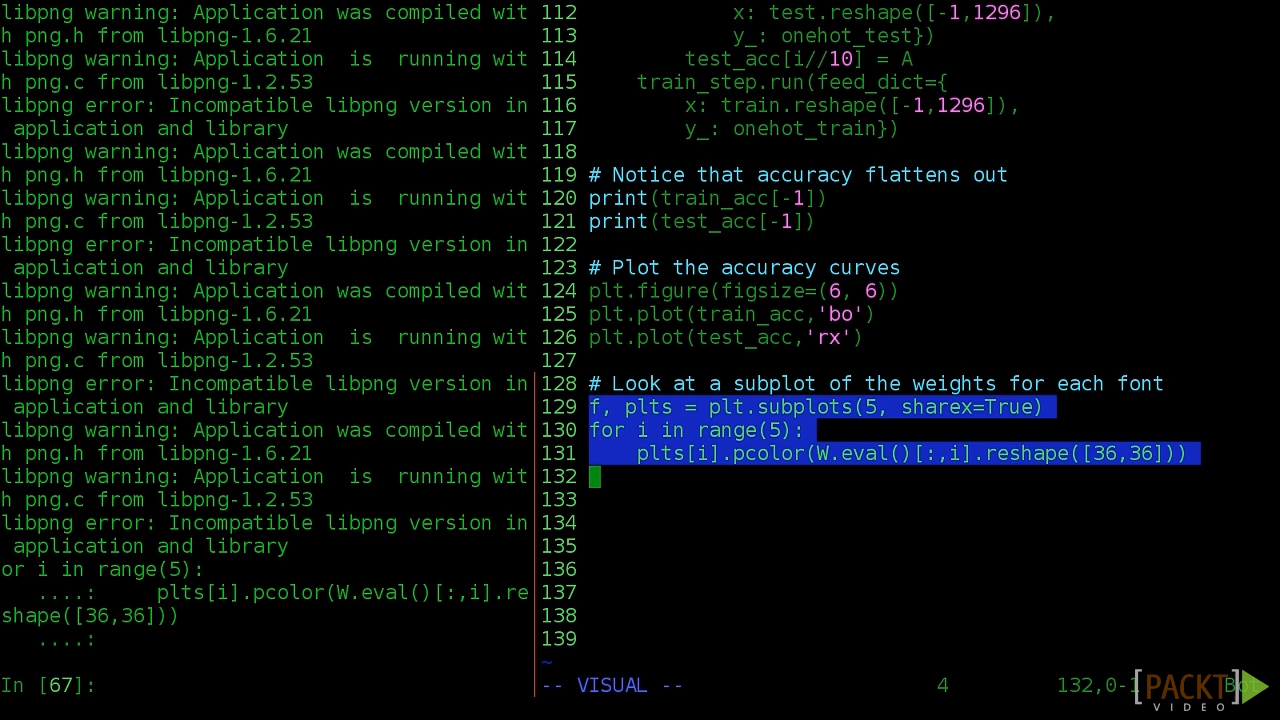 libpng warning: Application was compiled wit
h png.h from libpng-1.6.21
libpng warning: Application  is  running wit
h png.c from libpng-1.2.53
libpng error: Incompatible libpng version in
 application and library
libpng warning: Application was compiled wit
h png.h from libpng-1.6.21
libpng warning: Application  is  running wit
h png.c from libpng-1.2.53
libpng error: Incompatible libpng version in
 application and library
libpng warning: Application was compiled wit
h png.h from libpng-1.6.21
libpng warning: Application  is  running wit
h png.c from libpng-1.2.53
libpng error: Incompatible libpng version in
 application and library
libpng warning: Application was compiled wit
h png.h from libpng-1.6.21
libpng warning: Application  is  running wit
h png.c from libpng-1.2.53
libpng error: Incompatible libpng version in
 application and library
or i in range(5):
   ....:     plts[i].pcolor(W.eval()[:,i].re
shape([36,36]))
   ....:
In [67]:
112             x: test.reshape([-1,1296]),
113             y_: onehot_test})
114         test_acc[i//10] = A
115     train_step.run(feed_dict={
116         x: train.reshape([-1,1296]),
117         y_: onehot_train})
118
119 # Notice that accuracy flattens out
120 print(train_acc[-1])
121 print(test_acc[-1])
122
123 # Plot the accuracy curves
124 plt.figure(figsize=(6, 6))
125 plt.plot(train_acc,'bo')
126 plt.plot(test_acc,'rx')
127
128 # Look at a subplot of the weights for each font
129 f, plts = plt.subplots(5, sharex=True)
130 for i in range(5):
131     plts[i].pcolor(W.eval()[:,i].reshape([36,36]))
132
133
134
135
136
137
138
139
~
-- VISUAL -- 4 132,0-1 Bot
[PACKT]
VIDEO